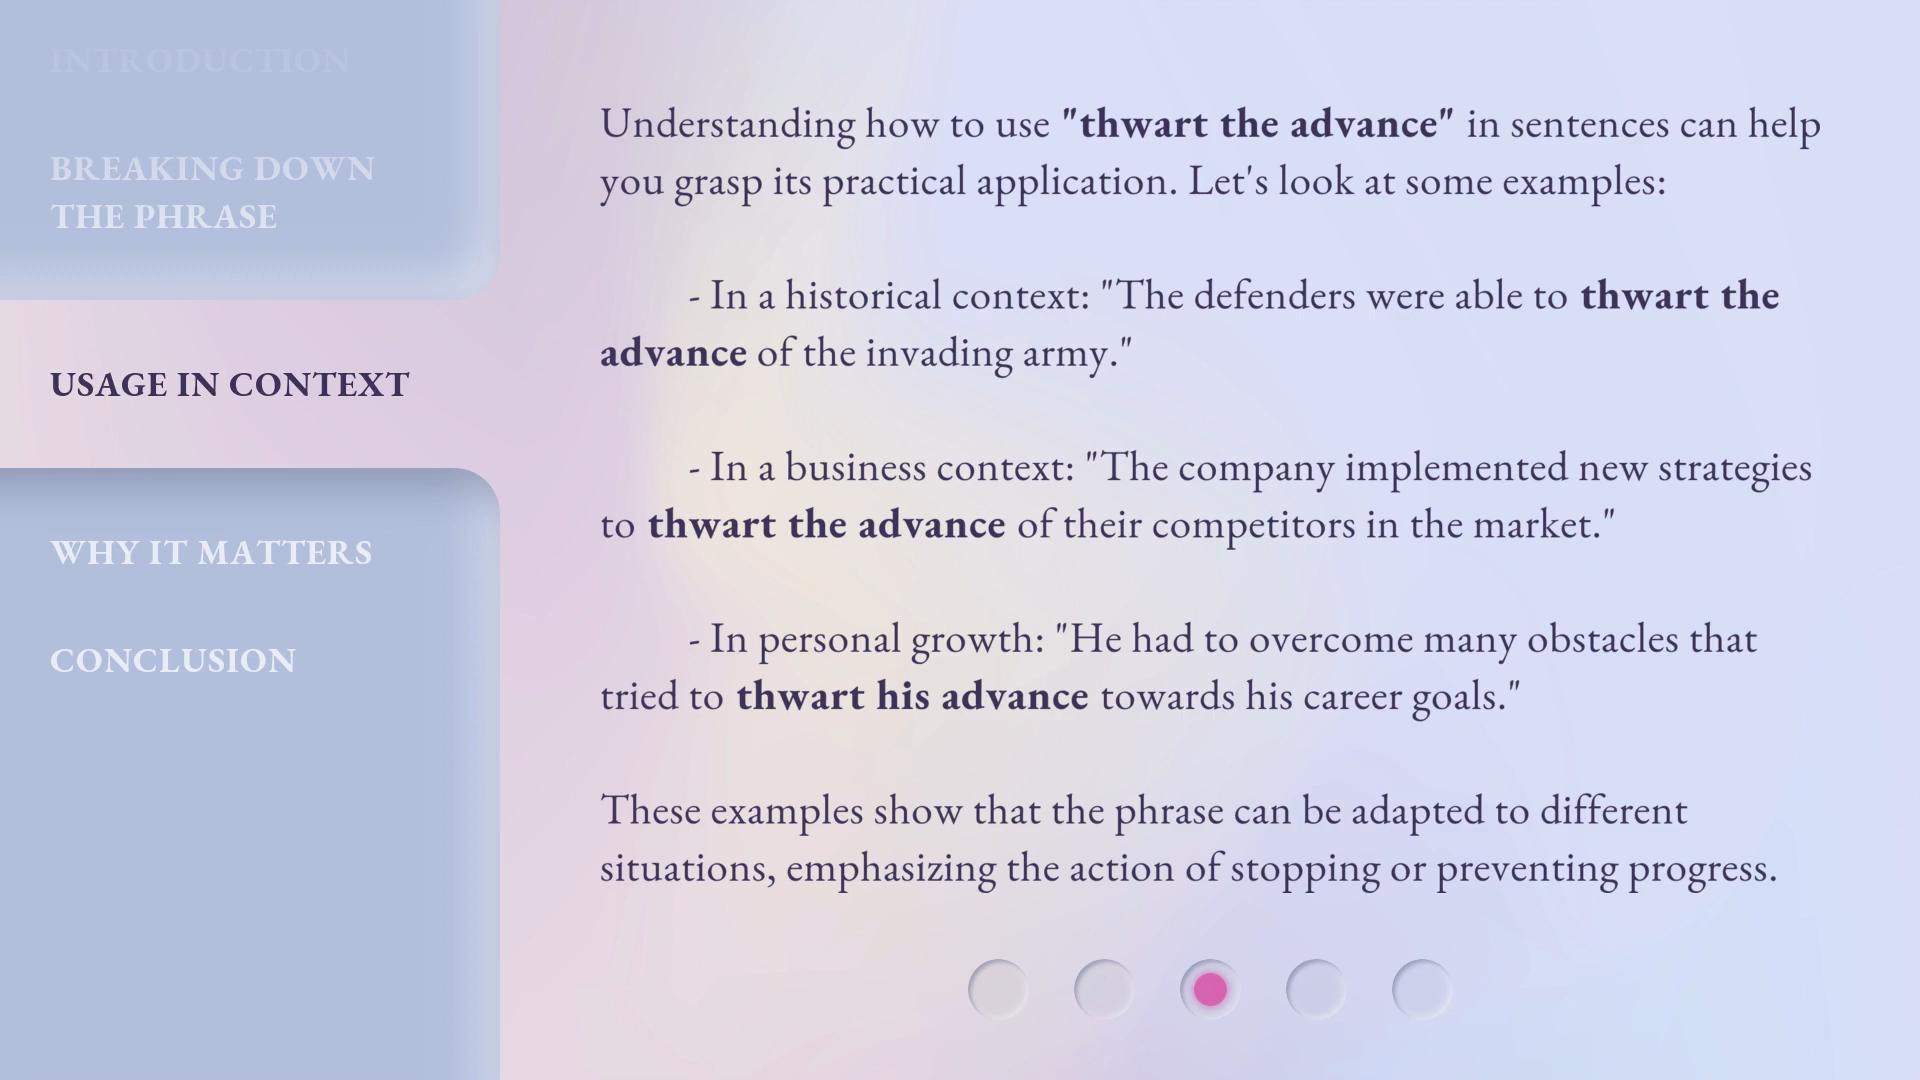 INTRODUCTION
BREAKING DOWN
THE PHRASE
USAGE IN CONTEXT
WHY IT MATTERS
CONCLUSION
Understanding how to use "thwart the advance" in sentences can help
you grasp its practical application. Let's look at some examples:
- In a historical context: "The defenders were able to thwart the
advance of the invading army."
- In a business context: "The company implemented new strategies
to thwart the advance of their competitors in the market."
- In personal growth: "He had to overcome many obstacles that
tried to thwart his advance towards his career goals."
These examples show that the phrase can be adapted to different
situations, emphasizing the action of stopping or preventing progress.